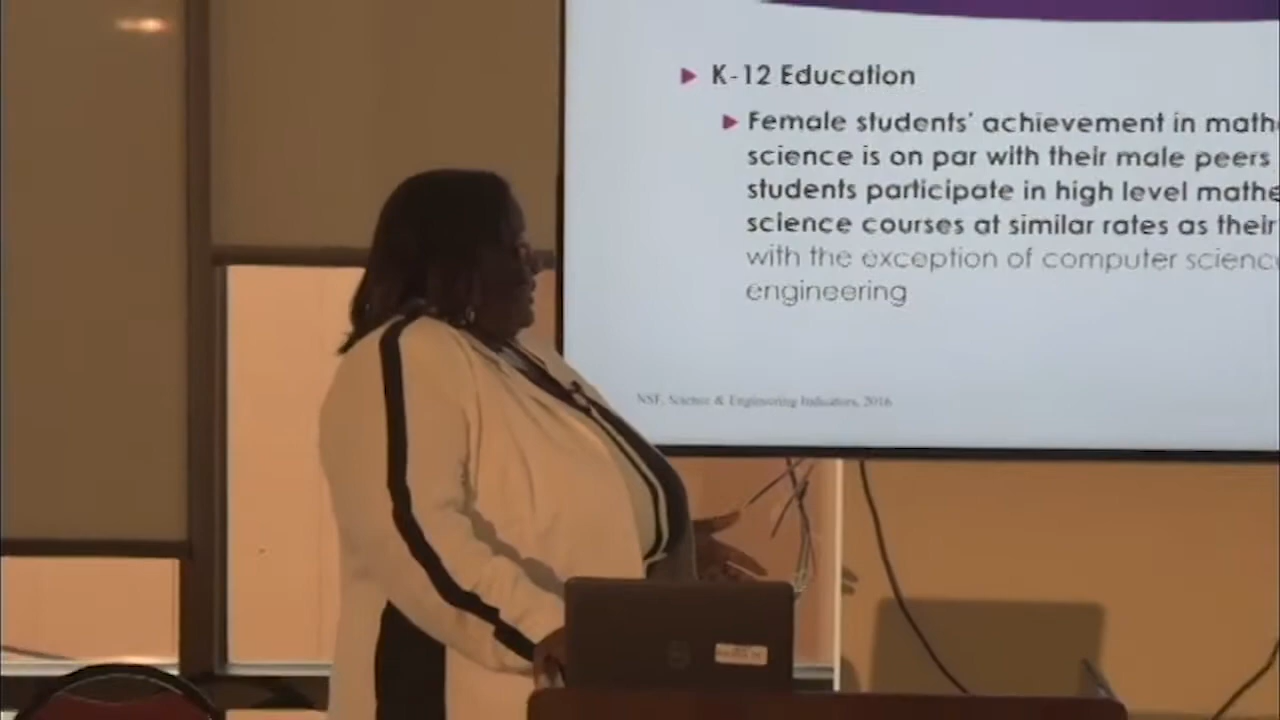 K-12 Education
Female students' achievement in math
science is on par with their male peers
students participate in high level mathe
science courses at similar rates as their
with the exception of computer scienc
engineering
NSF, Science & Engineering Indicators, 2016